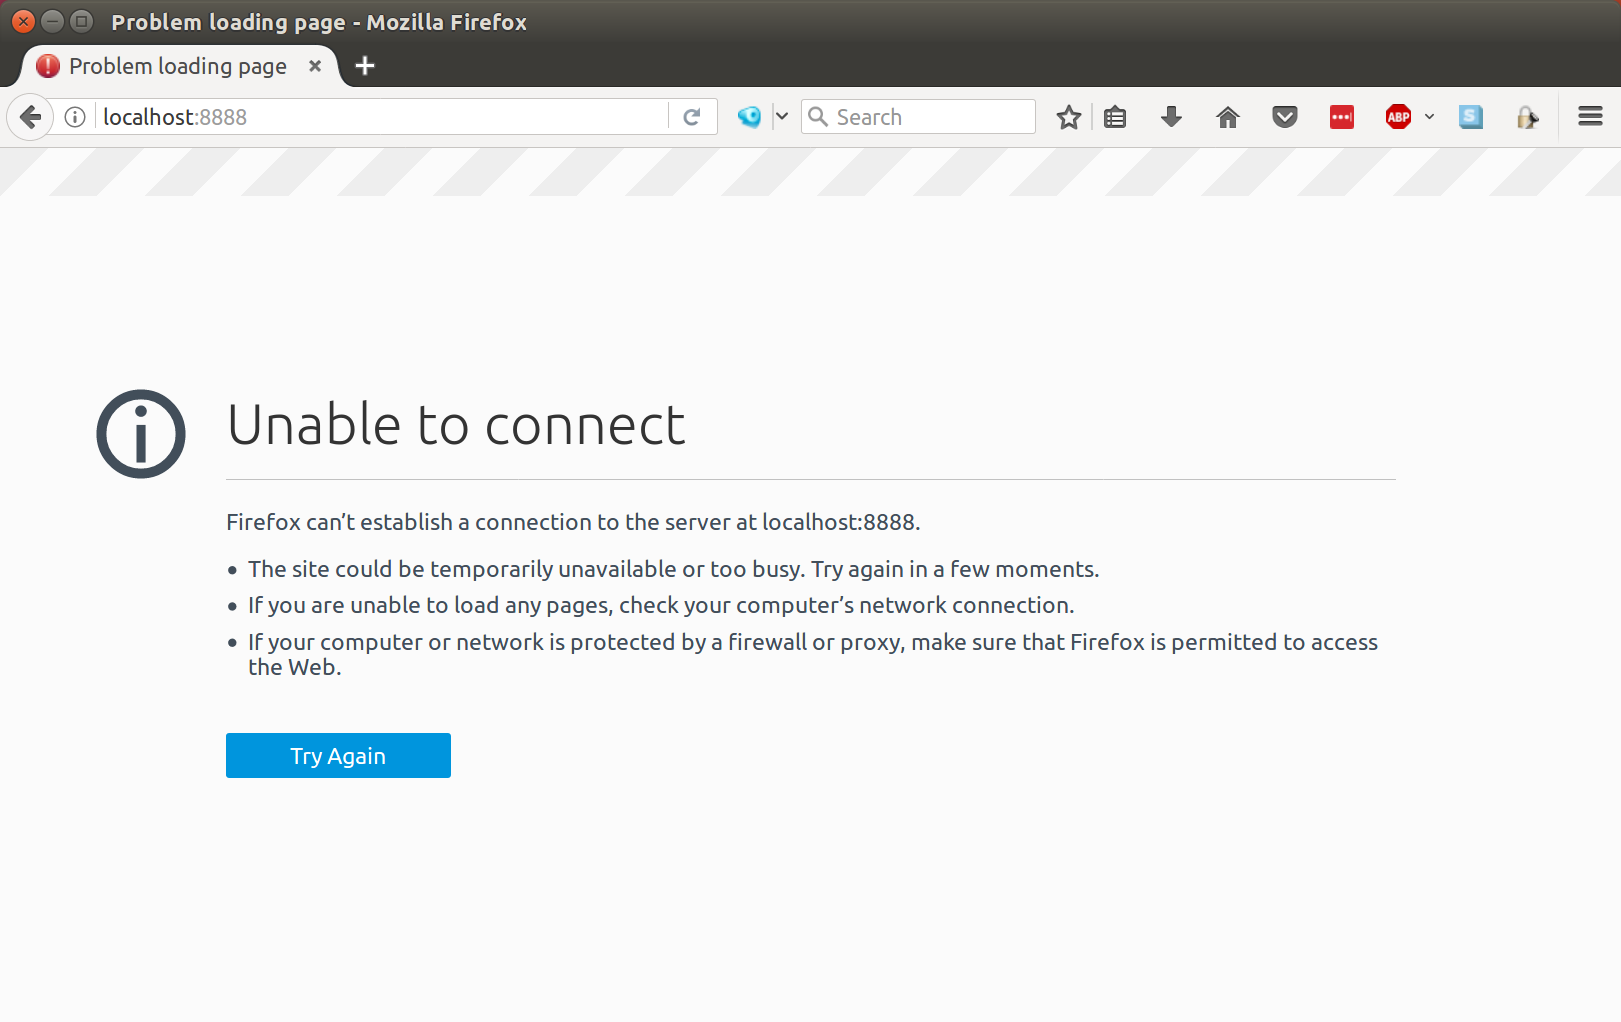 Problem loading page - Mozilla Firefox
Problem loading page
localhost:8888
Search
ABP
S
Unable to connect
Firefox can’t establish a connection to the server at localhost:8888.
The site could be temporarily unavailable or too busy. Try again in a few moments.
If you are unable to load any pages, check your computer’s network connection.
If your computer or network is protected by a firewall or proxy, make sure that Firefox is permitted to access
the Web.
Try Again